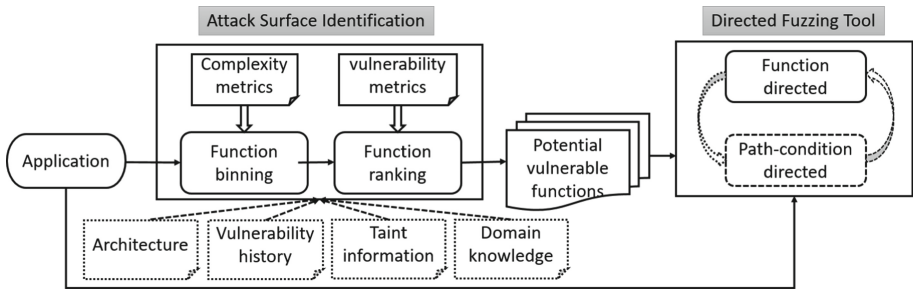 Attack Surface Identification
Directed Fuzzing Tool
Complexity
metrics
vulnerability
metrics
Function
directed
Application
Function
binning
Function
ranking
Potential
vulnerable
functions
Path-condition
directed
Architecture
Vulnerability
history
Taint
information
Domain
knowledge